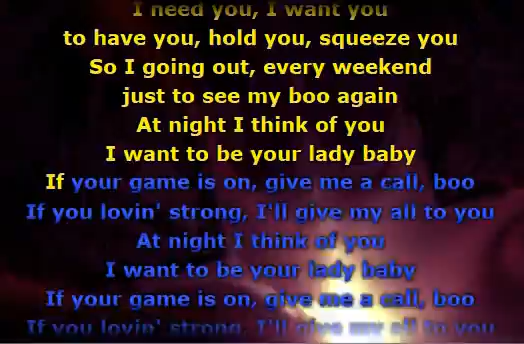 I need you, I want you
to have you, hold you, squeeze you
So I going out, every weekend
just to see my boo again
At night I think of you
I want to be your lady baby
If your game is on, give me a call, boo
If you lovin' strong, I'll give my all to you
At night I think of you
I want to be your lady baby
If your game is on, give me a call, boo
If you lovin' strong, I'll give my all to you